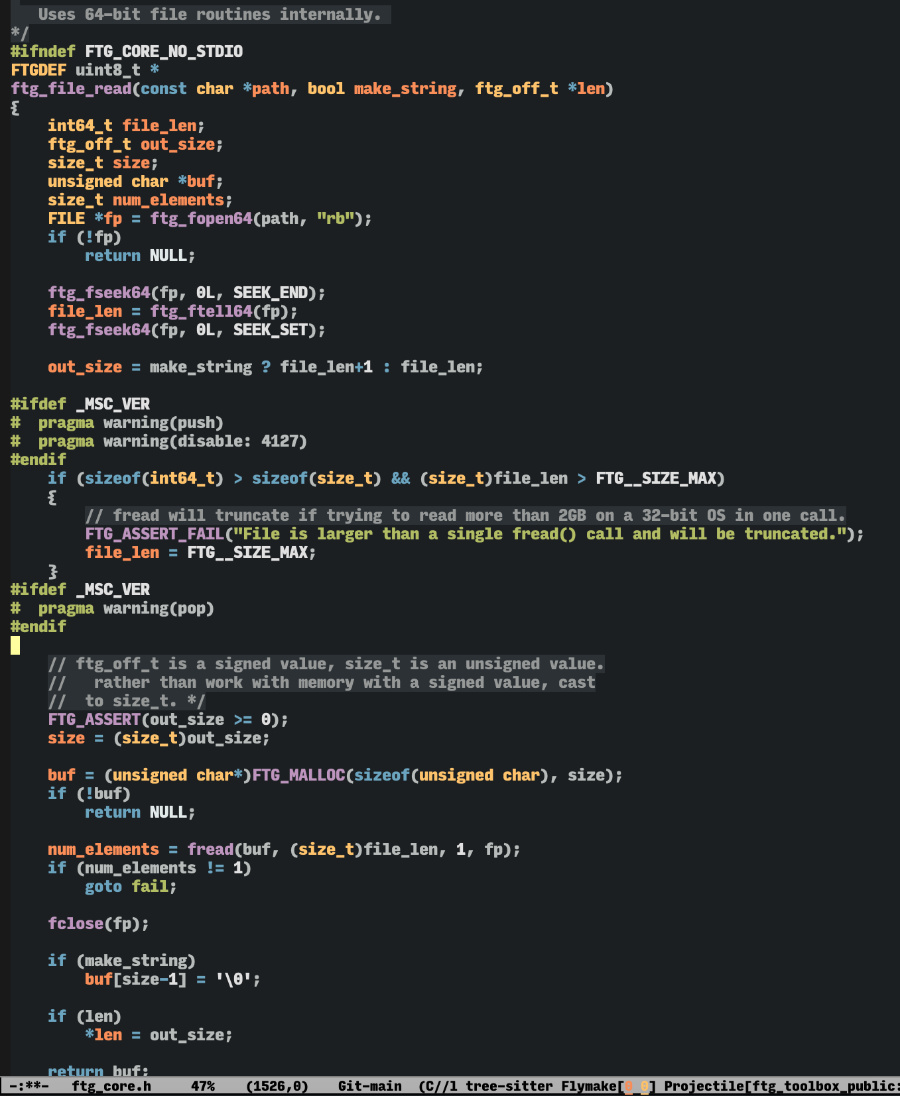 Uses 64-bit file routines internally.
*/
#ifndef FTG_CORE_NO_STDIO
FTGDEF uint8_t *
ftg_file_read(const char *path, bool make_string, ftg_off_t *len)
{
    int64_t file_len;
    ftg_off_t out_size;
    size_t size;
    unsigned char *buf;
    size_t num_elements;
    FILE *fp = ftg_fopen64(path, "rb");
    if (!fp)
        return NULL;

    ftg_fseek64(fp, 0L, SEEK_END);
    file_len = ftg_ftell64(fp);
    ftg_fseek64(fp, 0L, SEEK_SET);

    out_size = make_string ? file_len+1 : file_len;

#ifdef _MSC_VER
#  pragma warning(push)
#  pragma warning(disable: 4127)
#endif
    if (sizeof(int64_t) > sizeof(size_t) && (size_t)file_len > FTG__SIZE_MAX)
    {
        // fread will truncate if trying to read more than 2GB on a 32-bit OS in one call.
        FTG_ASSERT_FAIL("File is larger than a single fread() call and will be truncated.");
        file_len = FTG__SIZE_MAX;
    }
#ifdef _MSC_VER
#  pragma warning(pop)
#endif

    // ftg_off_t is a signed value, size_t is an unsigned value.
    //   rather than work with memory with a signed value, cast
    //  to size_t. */
    FTG_ASSERT(out_size >= 0);
    size = (size_t)out_size;

    buf = (unsigned char*)FTG_MALLOC(sizeof(unsigned char), size);
    if (!buf)
        return NULL;

    num_elements = fread(buf, (size_t)file_len, 1, fp);
    if (num_elements != 1)
        goto fail;

    fclose(fp);

    if (make_string)
        buf[size-1] = '\0';

    if (len)
        *len = out_size;

    return buf;
-:**-  ftg_core.h    47%   (1526,0)   Git-main  (C//l tree-sitter Flymake[0 0] Projectile[ftg_toolbox_public: